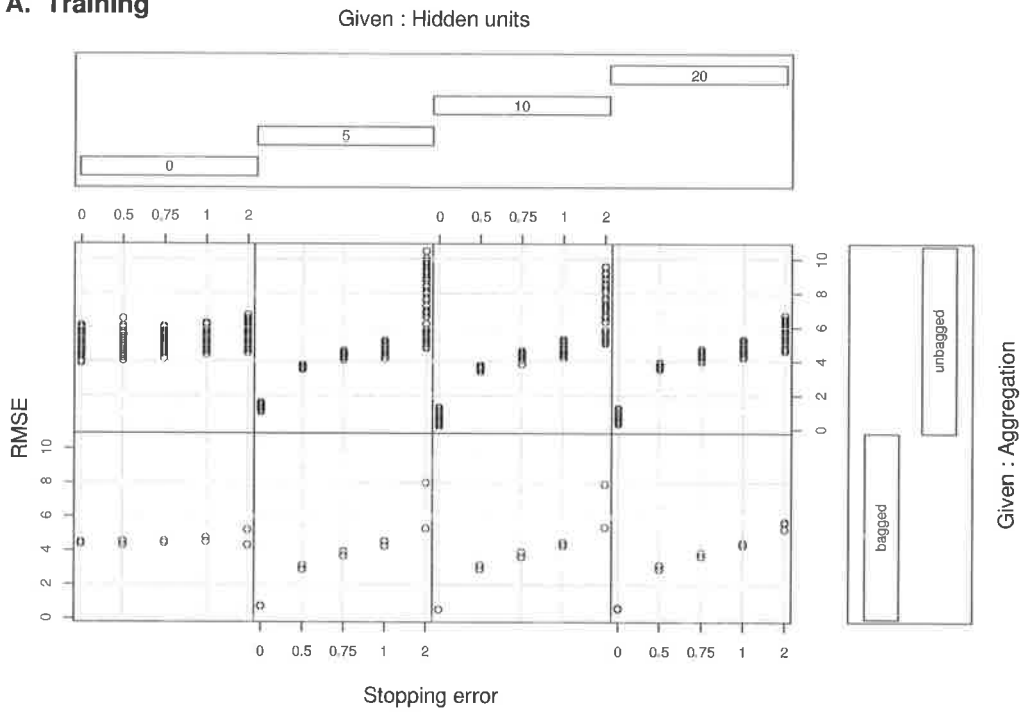 A. Training
Given : Hidden units
20
10
5
0
0 0.5 0.75 1 2 0 0.5 0.75 1 2
0 2 4 6 8 10
unbagged
bagged
Given : Aggregation
RMSE
0 2 4 6 8 10
0 0.5 0.75 1 2 0 0.5 0.75 1 2
Stopping error